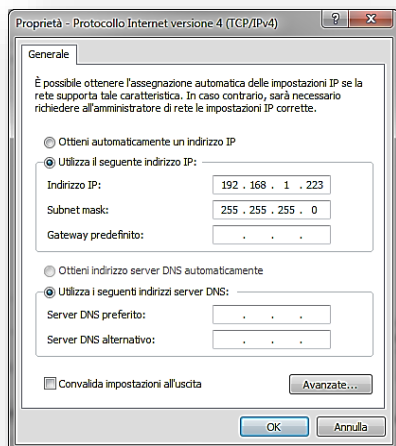 Proprietà - Protocollo Internet versione 4 (TCP/IPv4)
Generale
È possibile ottenere l'assegnazione automatica delle impostazioni IP se la
rete supporta tale caratteristica. In caso contrario, sarà necessario
richiedere all'amministratore di rete le impostazioni IP corrette.
Ottieni automaticamente un indirizzo IP
Utilizza il seguente indirizzo IP:
Indirizzo IP: 192 . 168 . 1 . 223
Subnet mask: 255 . 255 . 255 . 0
Gateway predefinito: . . .
Ottieni indirizzo server DNS automaticamente
Utilizza i seguenti indirizzi server DNS:
Server DNS preferito: . . .
Server DNS alternativo: . . .
Convalida impostazioni all'uscita
Avanzate...
OK Annulla